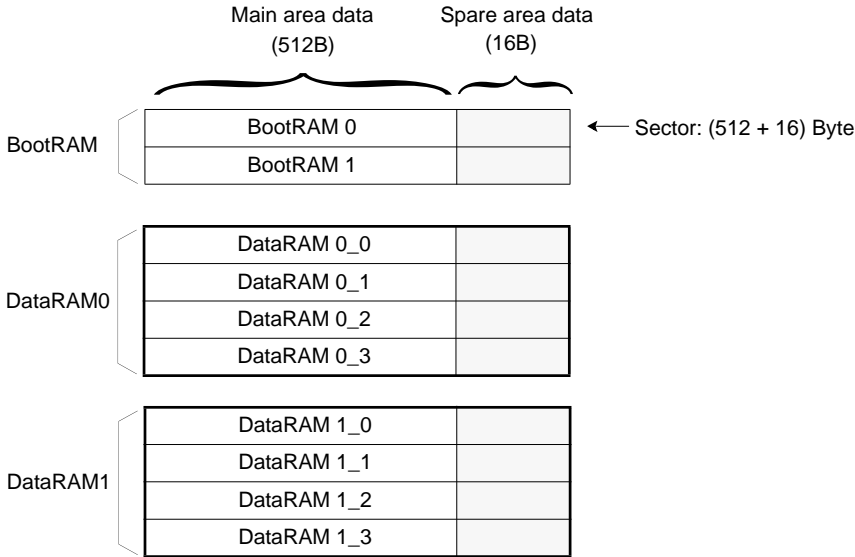 Main area data
(512B)
Spare area data
(16B)
BootRAM
BootRAM 0
BootRAM 1
Sector: (512 + 16) Byte
DataRAM0
DataRAM 0_0
DataRAM 0_1
DataRAM 0_2
DataRAM 0_3
DataRAM1
DataRAM 1_0
DataRAM 1_1
DataRAM 1_2
DataRAM 1_3